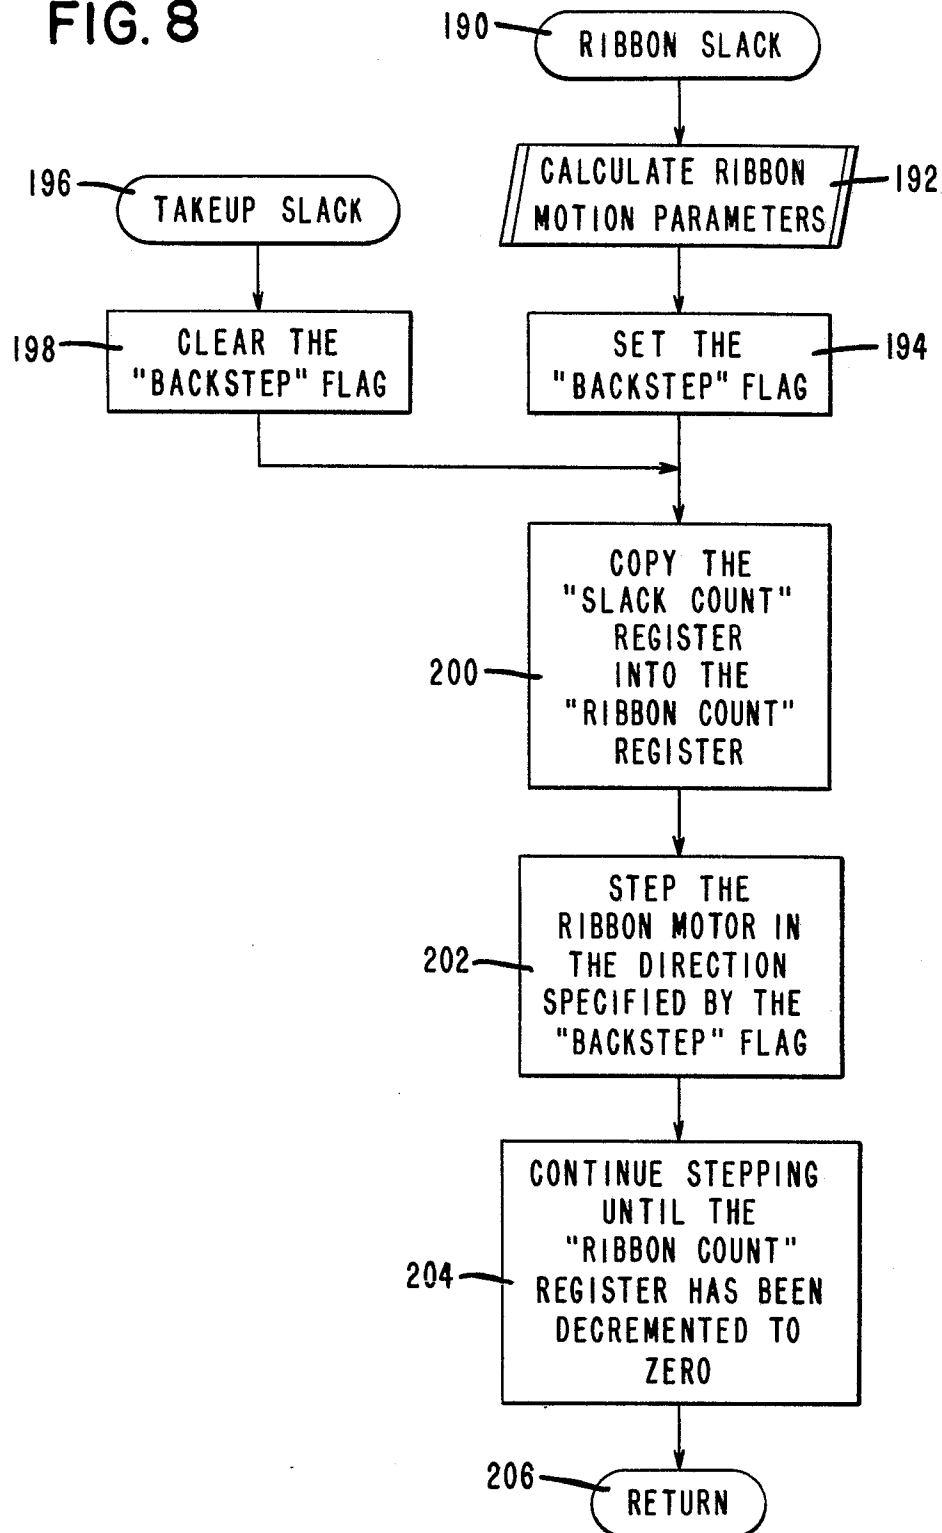 FIG. 8
190
RIBBON SLACK
CALCULATE RIBBON
MOTION PARAMETERS
192
196
TAKEUP SLACK
198
CLEAR THE
"BACKSTEP" FLAG
SET THE
"BACKSTEP" FLAG
194
200
COPY THE
"SLACK COUNT"
REGISTER
INTO THE
"RIBBON COUNT"
REGISTER
202
STEP THE
RIBBON MOTOR IN
THE DIRECTION
SPECIFIED BY THE
"BACKSTEP" FLAG
204
CONTINUE STEPPING
UNTIL THE
"RIBBON COUNT"
REGISTER HAS BEEN
DECREMENTED TO
ZERO
206
RETURN